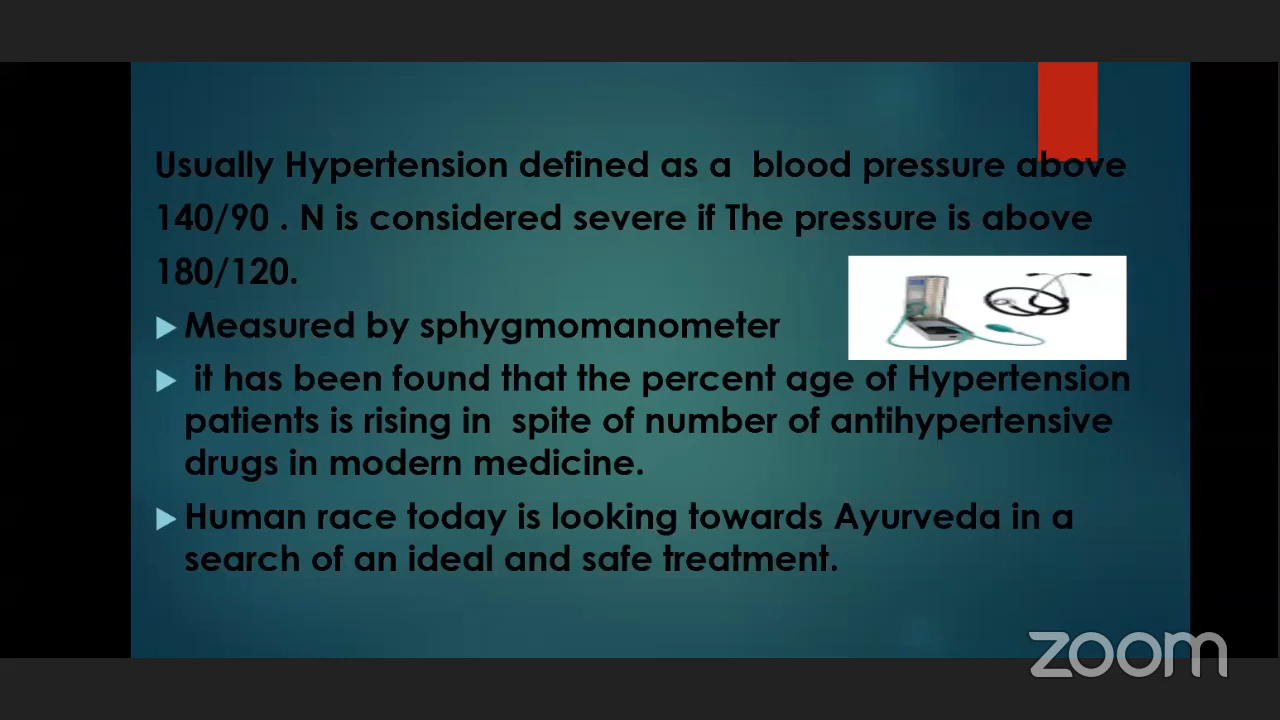 Usually Hypertension defined as a blood pressure above
140/90 . N is considered severe if The pressure is above
180/120.
Measured by sphygmomanometer
it has been found that the percent age of Hypertension
patients is rising in spite of number of antihypertensive
drugs in modern medicine.
Human race today is looking towards Ayurveda in a
search of an ideal and safe treatment.
zoom